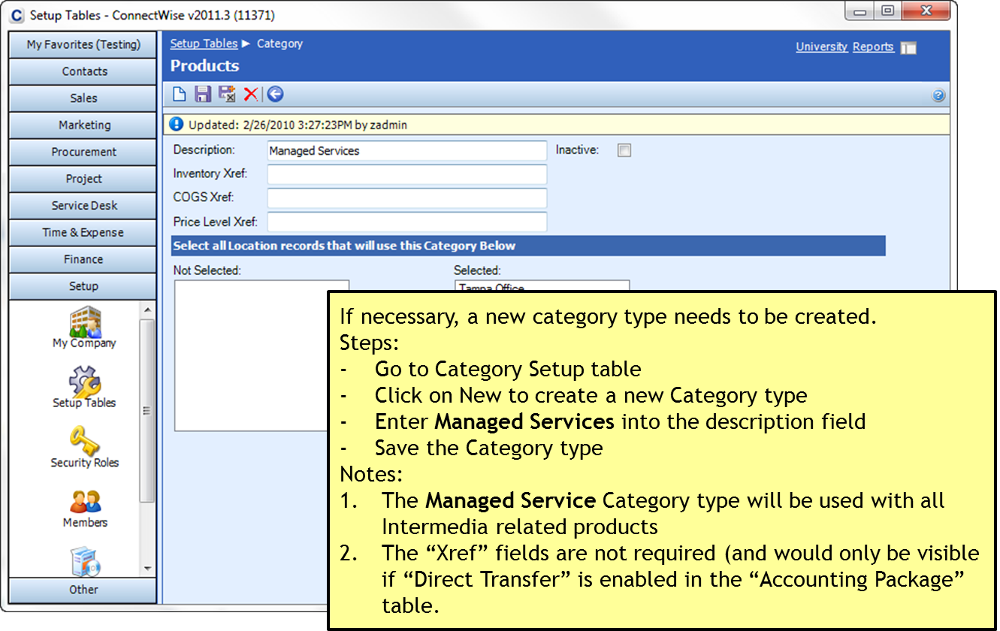 C Setup Tables - ConnectWise v2011.3 (11371)
My Favorites (Testing)
Contacts
Sales
Marketing
Procurement
Project
Service Desk
Time & Expense
Finance
Setup
My Company
Setup Tables
Security Roles
Members
Other
Setup Tables ▶ Category
University Reports
Products
Updated: 2/26/2010 3:27:23PM by zadmin
Description: Managed Services Inactive:
Inventory Xref:
COGS Xref:
Price Level Xref:
Select all Location records that will use this Category Below
Not Selected: Selected:
Tampa Office
If necessary, a new category type needs to be created.
Steps:
- Go to Category Setup table
- Click on New to create a new Category type
- Enter Managed Services into the description field
- Save the Category type
Notes:
1. The Managed Service Category type will be used with all
Intermedia related products
2. The “Xref” fields are not required (and would only be visible
if “Direct Transfer” is enabled in the “Accounting Package”
table.